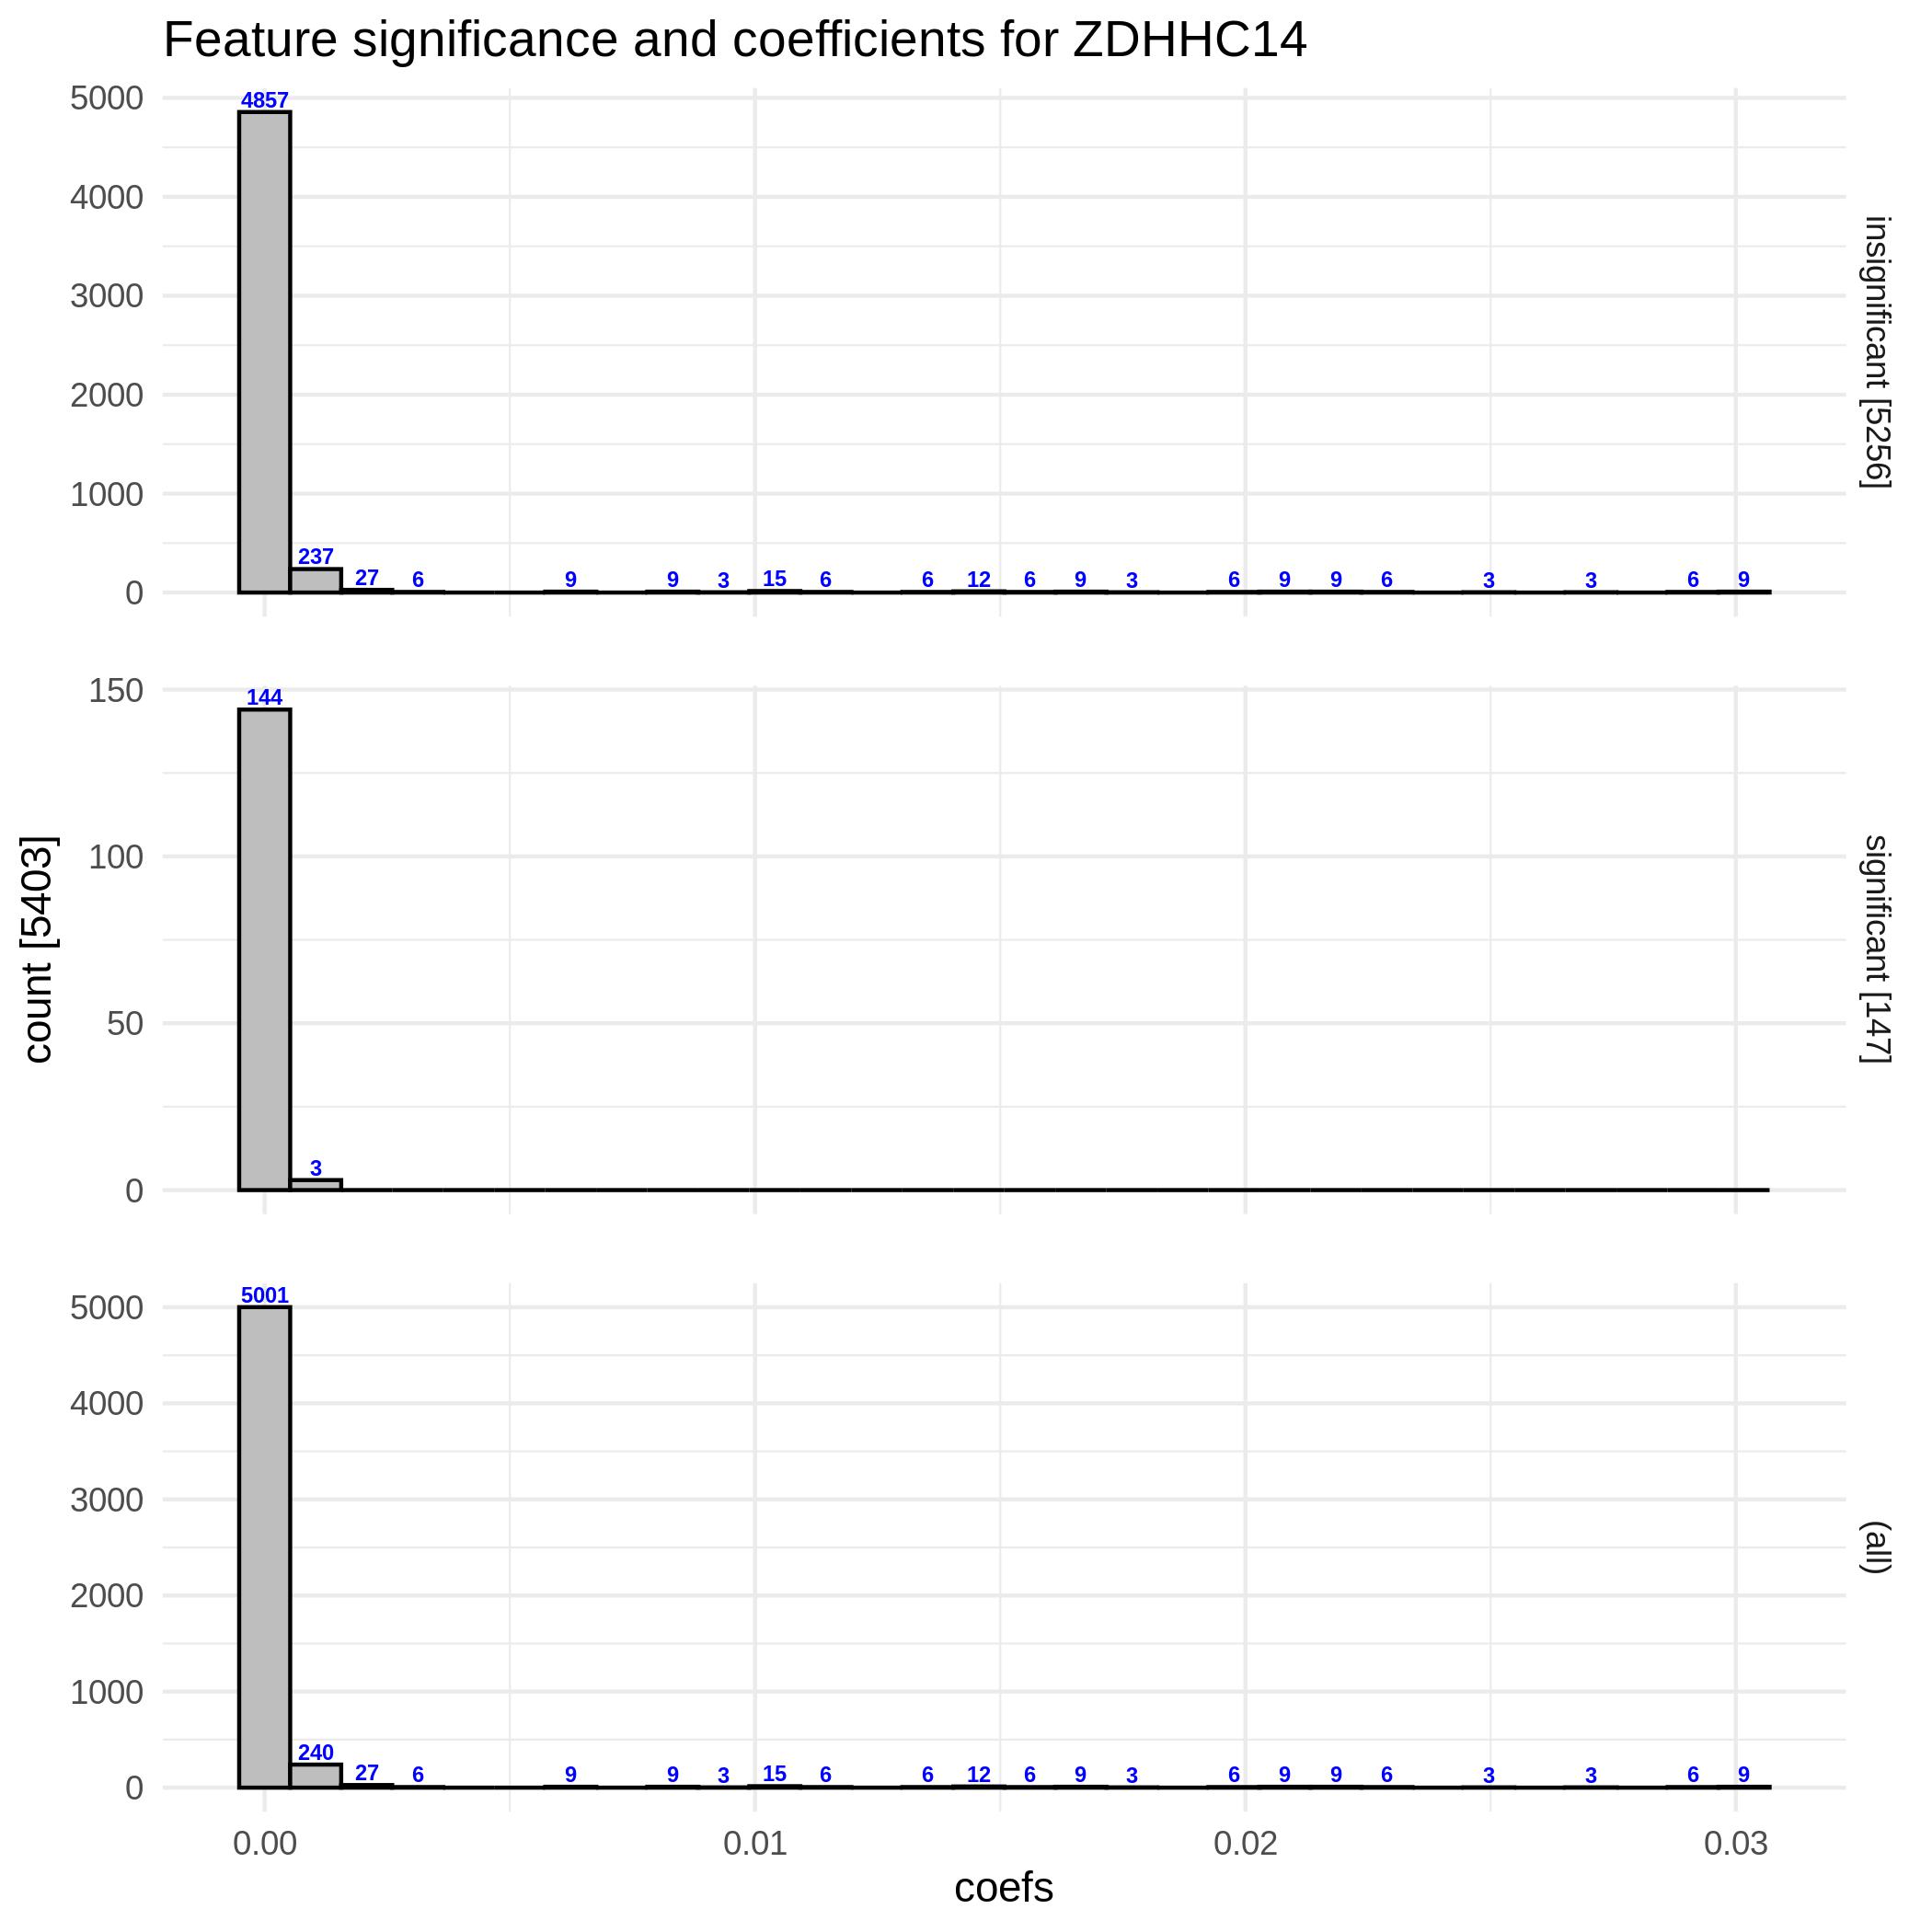 Feature significance and coefficients for ZDHHC14
count [5403]
5000
4000
3000
2000
1000
0
4857
237
27 6 9 9 3 15 6 6 12 6 9 3 6 9 9 6 3 3 6 9
insignificant [5256]
150
100
50
0
144
3
significant [147]
5000
4000
3000
2000
1000
0
5001
240
27 6 9 9 3 15 6 6 12 6 9 3 6 9 9 6 3 3 6 9
(all)
0.00 0.01 0.02 0.03
coefs